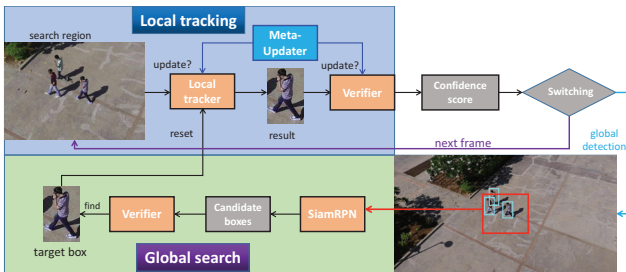 Local tracking
search region
Meta-
Updater
update?
update?
Local
tracker
result
Verifier
Confidence
score
Switching
reset
next frame
global
detection
find
target box
Verifier
Candidate
boxes
SiamRPN
Global search